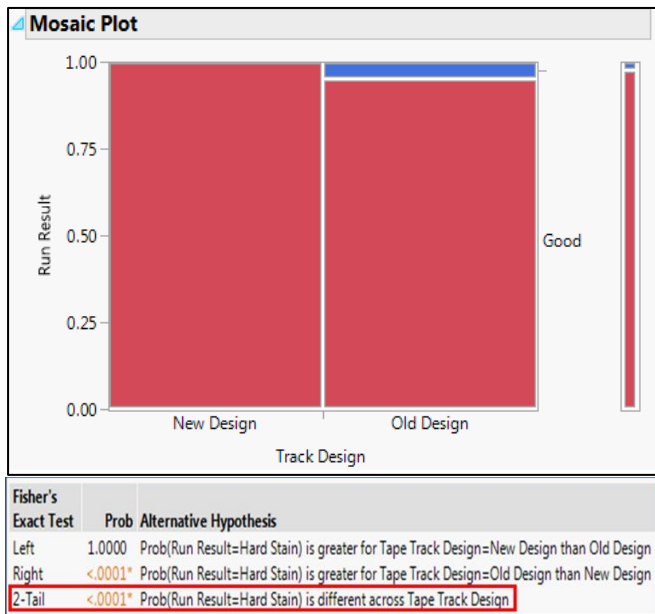 Mosaic Plot
1.00
0.75
0.50
0.25
0.00
Run Result
Good
New Design Old Design
Track Design
Fisher's
Exact Test Prob Alternative Hypothesis
Left 1.0000 Prob(Run Result=Hard Stain) is greater for Tape Track Design=New Design than Old Design
Right <.0001* Prob(Run Result=Hard Stain) is greater for Tape Track Design=Old Design than New Design
2-Tail <.0001* Prob(Run Result=Hard Stain) is different across Tape Track Design